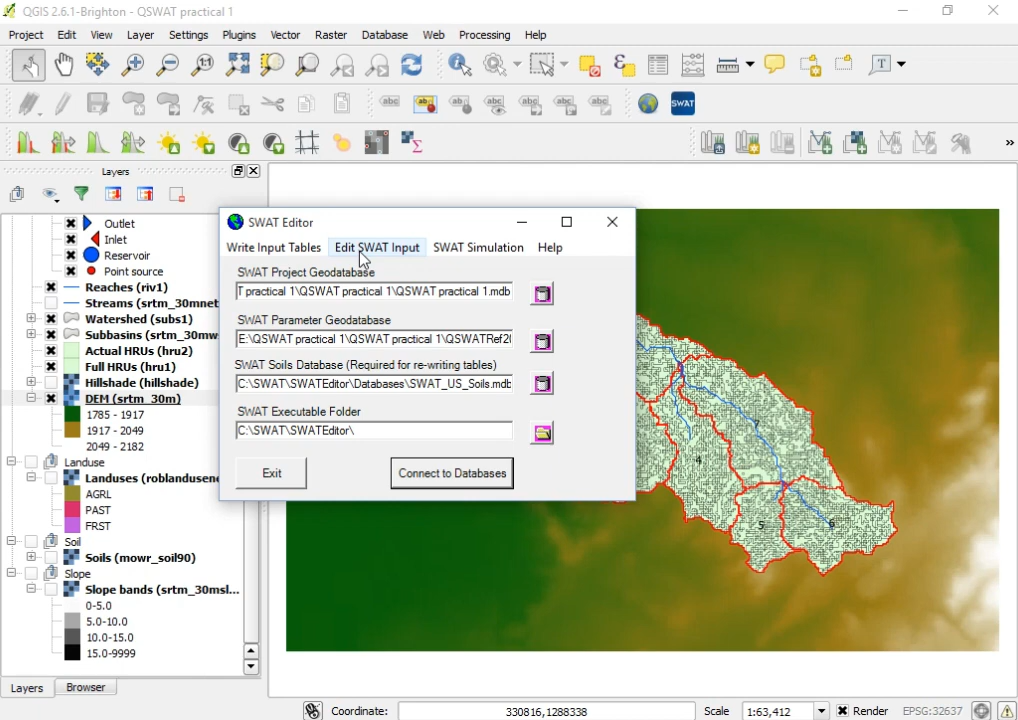 QGIS 2.6.1-Brighton - QSWAT practical 1
Project Edit View Layer Settings Plugins Vector Raster Database Web Processing Help
SWAT
Layers
Outlet
Inlet
Reservoir
Point source
Reaches (riv1)
Streams (srtm_30mnet
Watershed (subs1)
Subbasins (srtm_30mw
Actual HRUs (hru2)
Full HRUs (hru1)
Hillshade (hillshade)
DEM (srtm_30m)
1785 - 1917
1917 - 2049
2049 - 2182
Landuse
Landuses (roblandusen
AGRL
PAST
FRST
Soil
Soils (mowr_soil90)
Slope
Slope bands (srtm_30msl...
0-5.0
5.0-10.0
10.0-15.0
15.0-9999
Layers Browser
SWAT Editor
Write Input Tables Edit SWAT Input SWAT Simulation Help
SWAT Project Geodatabase
T practical 1\QSWAT practical 1\QSWAT practical 1.mdb
SWAT Parameter Geodatabase
E:\QSWAT practical 1\QSWAT practical 1\QSWATRef2(
SWAT Soils Database (Required for re-writing tables)
C:\SWAT\SWATEditor\Databases\SWAT_US_Soils.mdb
SWAT Executable Folder
C:\SWAT\SWATEditor\
Exit Connect to Databases
7
4
5
6
Coordinate: 330816,1288338 Scale 1:63,412 Render EPSG:32637